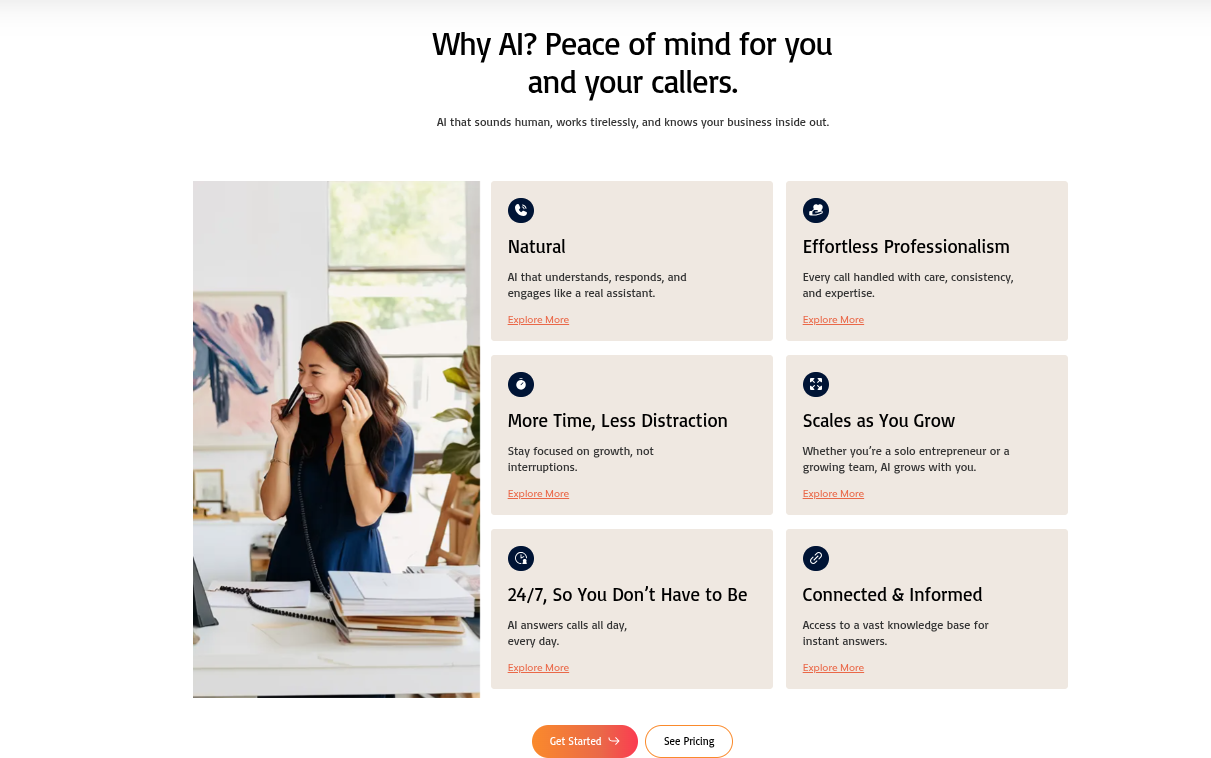 Why AI? Peace of mind for you
and your callers.
AI that sounds human, works tirelessly, and knows your business inside out.
Natural
AI that understands, responds, and
engages like a real assistant.
Explore More
Effortless Professionalism
Every call handled with care, consistency,
and expertise.
Explore More
More Time, Less Distraction
Stay focused on growth, not
interruptions.
Explore More
Scales as You Grow
Whether you’re a solo entrepreneur or a
growing team, AI grows with you.
Explore More
24/7, So You Don’t Have to Be
AI answers calls all day,
every day.
Explore More
Connected & Informed
Access to a vast knowledge base for
instant answers.
Explore More
Get Started
See Pricing